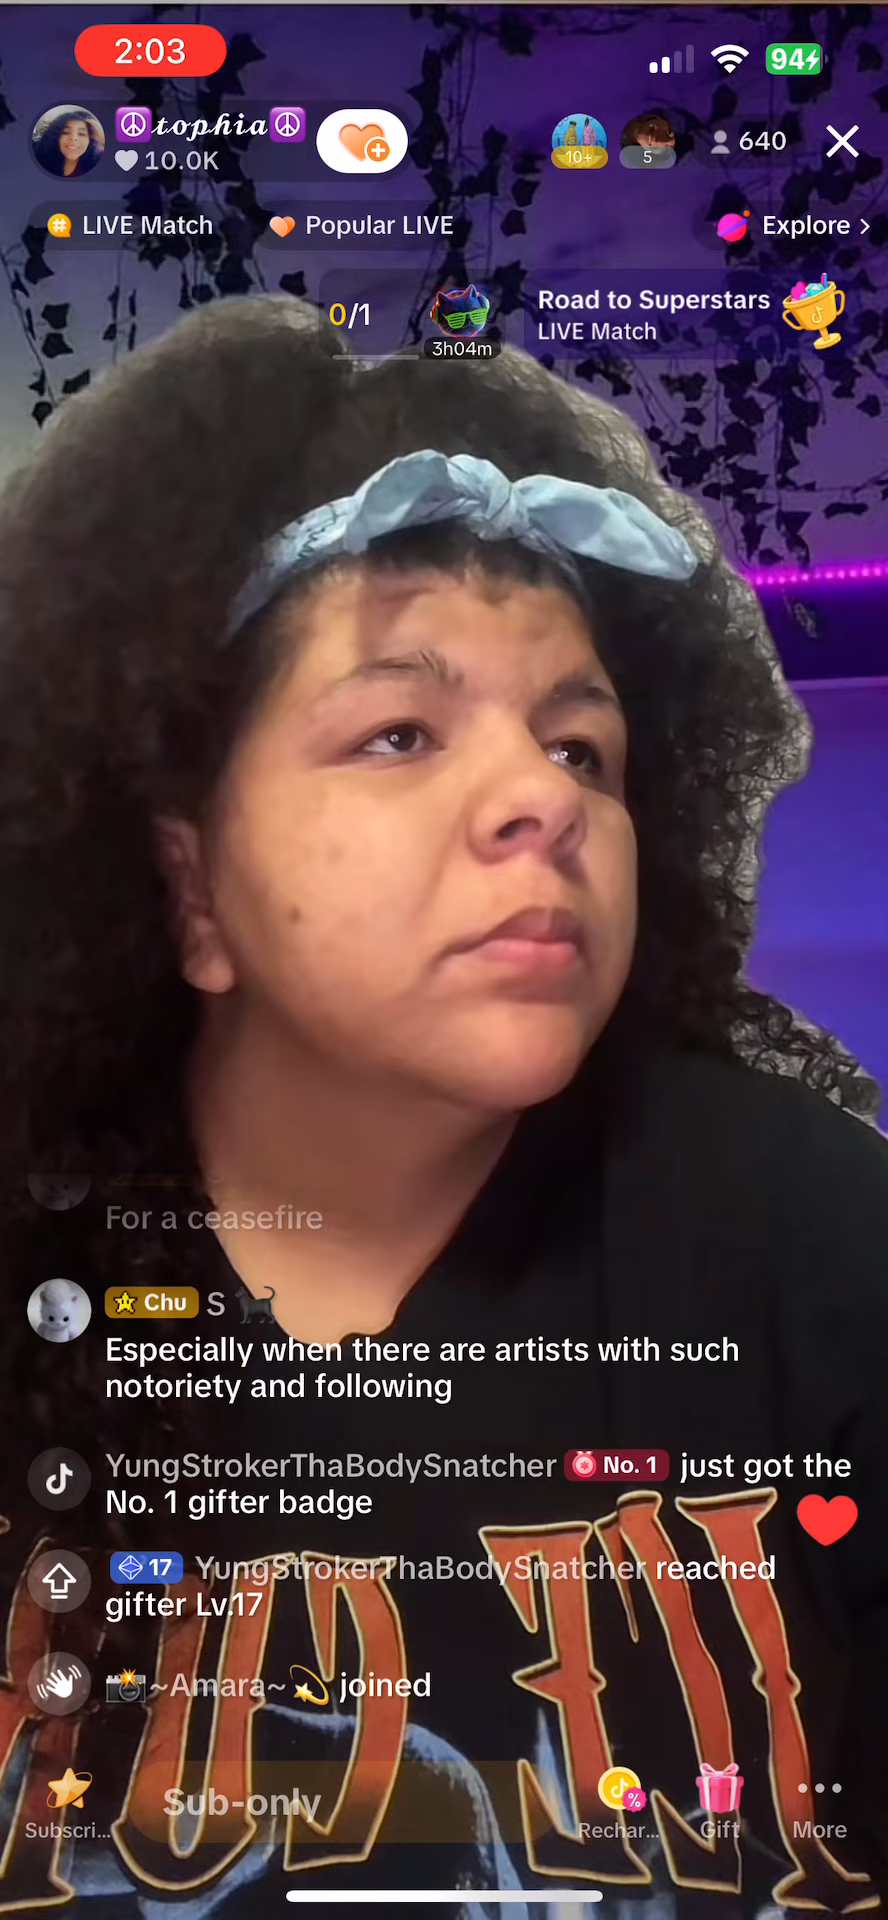 2:03
94
☮️tophia☮️
10.0K
10+
5
640
LIVE Match
Popular LIVE
Explore >
0/1
3h04m
Road to Superstars
LIVE Match
For a ceasefire
Chu S 🐈‍⬛
Especially when there are artists with such
notoriety and following
YungStrokerThaBodySnatcher No. 1 just got the
No. 1 gifter badge
17 YungStrokerThaBodySnatcher reached
gifter Lv.17
📸~Amara~💫 joined
Sub-only
Subscri...
Rechar...
Gift
More